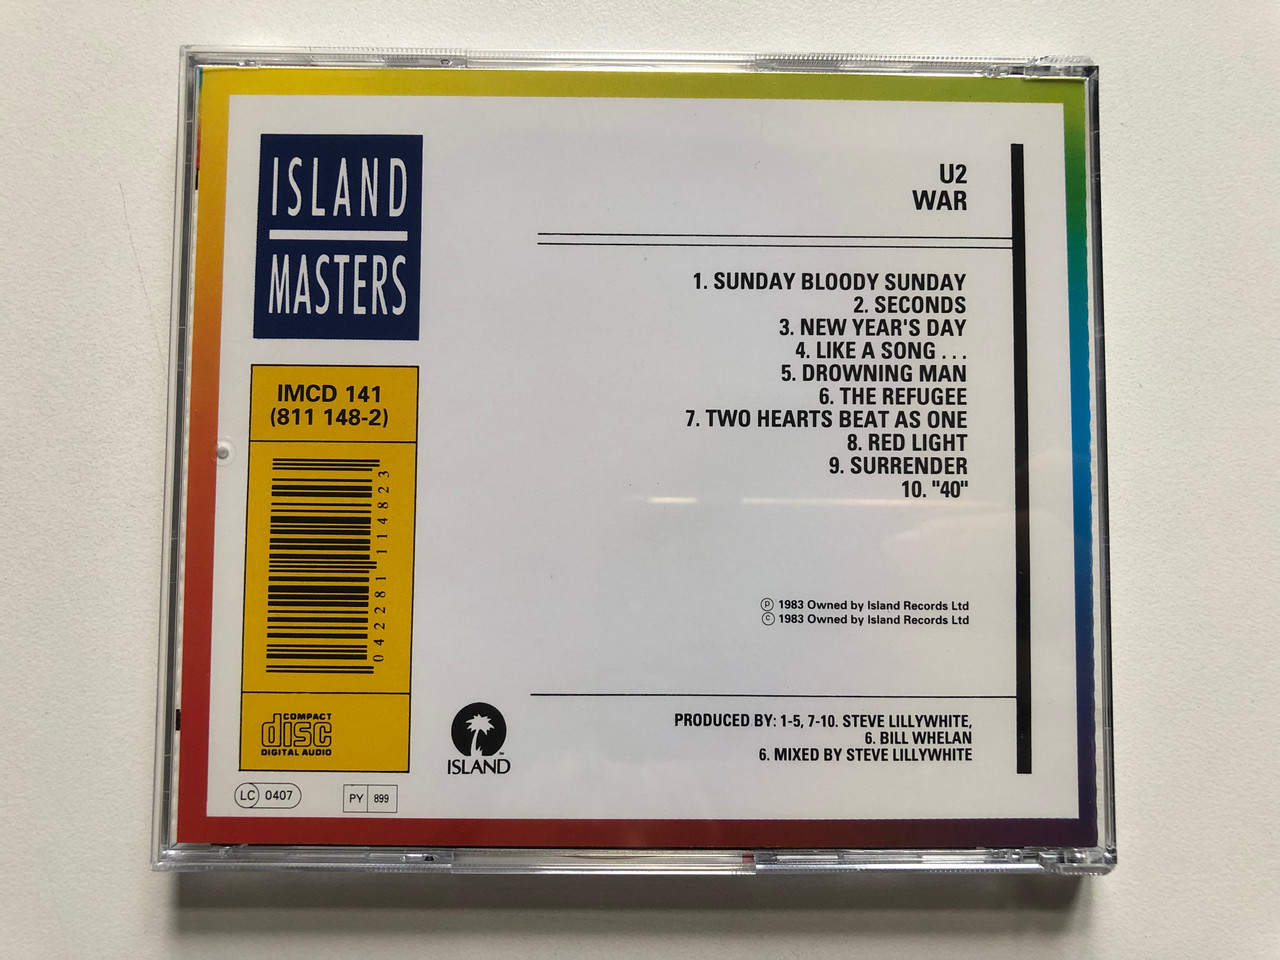 ISLAND
MASTERS
IMCD 141
(811 148-2)
0 42281 14823
COMPACT
disc
DIGITAL AUDIO
LC 0407
PY 899
ISLAND
U2
WAR
1. SUNDAY BLOODY SUNDAY
2. SECONDS
3. NEW YEAR'S DAY
4. LIKE A SONG . . .
5. DROWNING MAN
6. THE REFUGEE
7. TWO HEARTS BEAT AS ONE
8. RED LIGHT
9. SURRENDER
10. "40"
℗ 1983 Owned by Island Records Ltd
© 1983 Owned by Island Records Ltd
PRODUCED BY: 1-5, 7-10. STEVE LILLYWHITE,
6. BILL WHELAN
6. MIXED BY STEVE LILLYWHITE